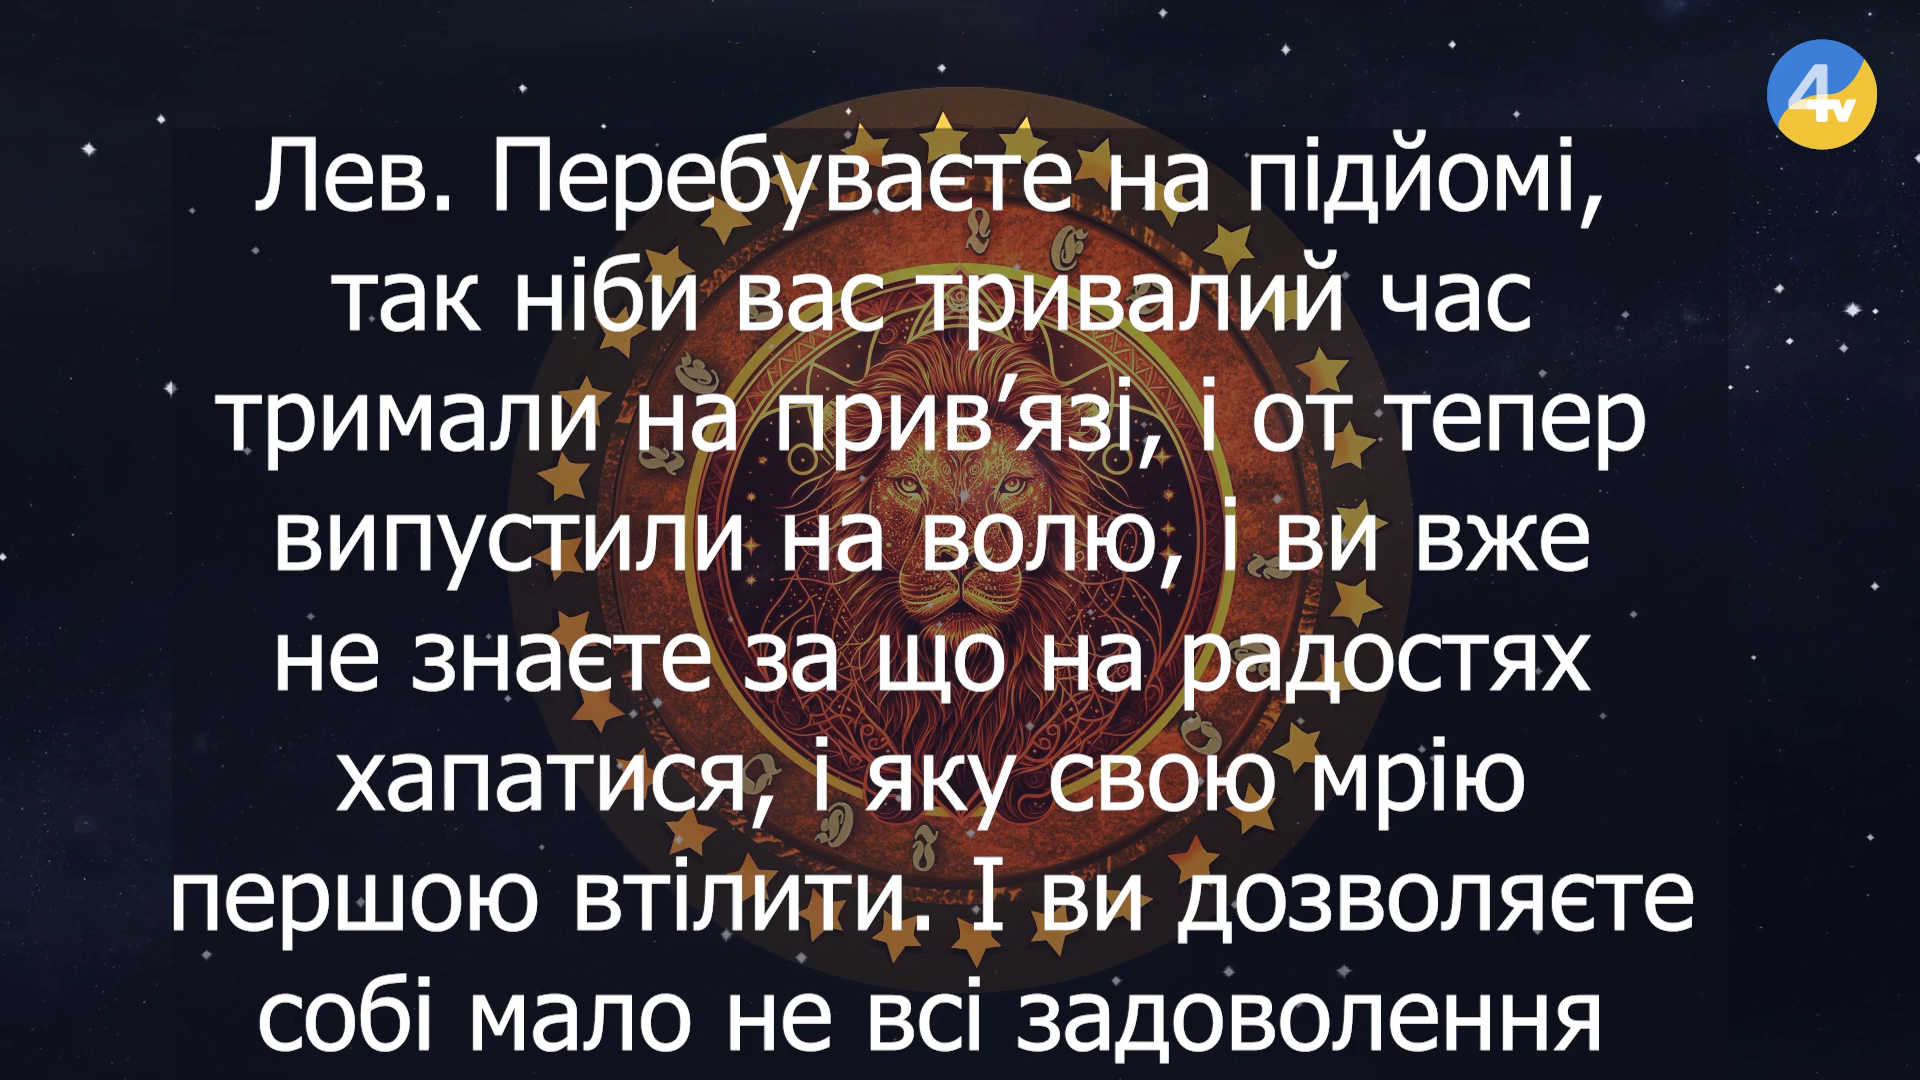 4tv
Лев. Перебуваєте на підйомі,
так ніби вас тривалий час
тримали на прив’язі, і от тепер
випустили на волю, і ви вже
не знаєте за що на радостях
хапатися, і яку свою мрію
першою втілити. І ви дозволяєте
собі мало не всі задоволення